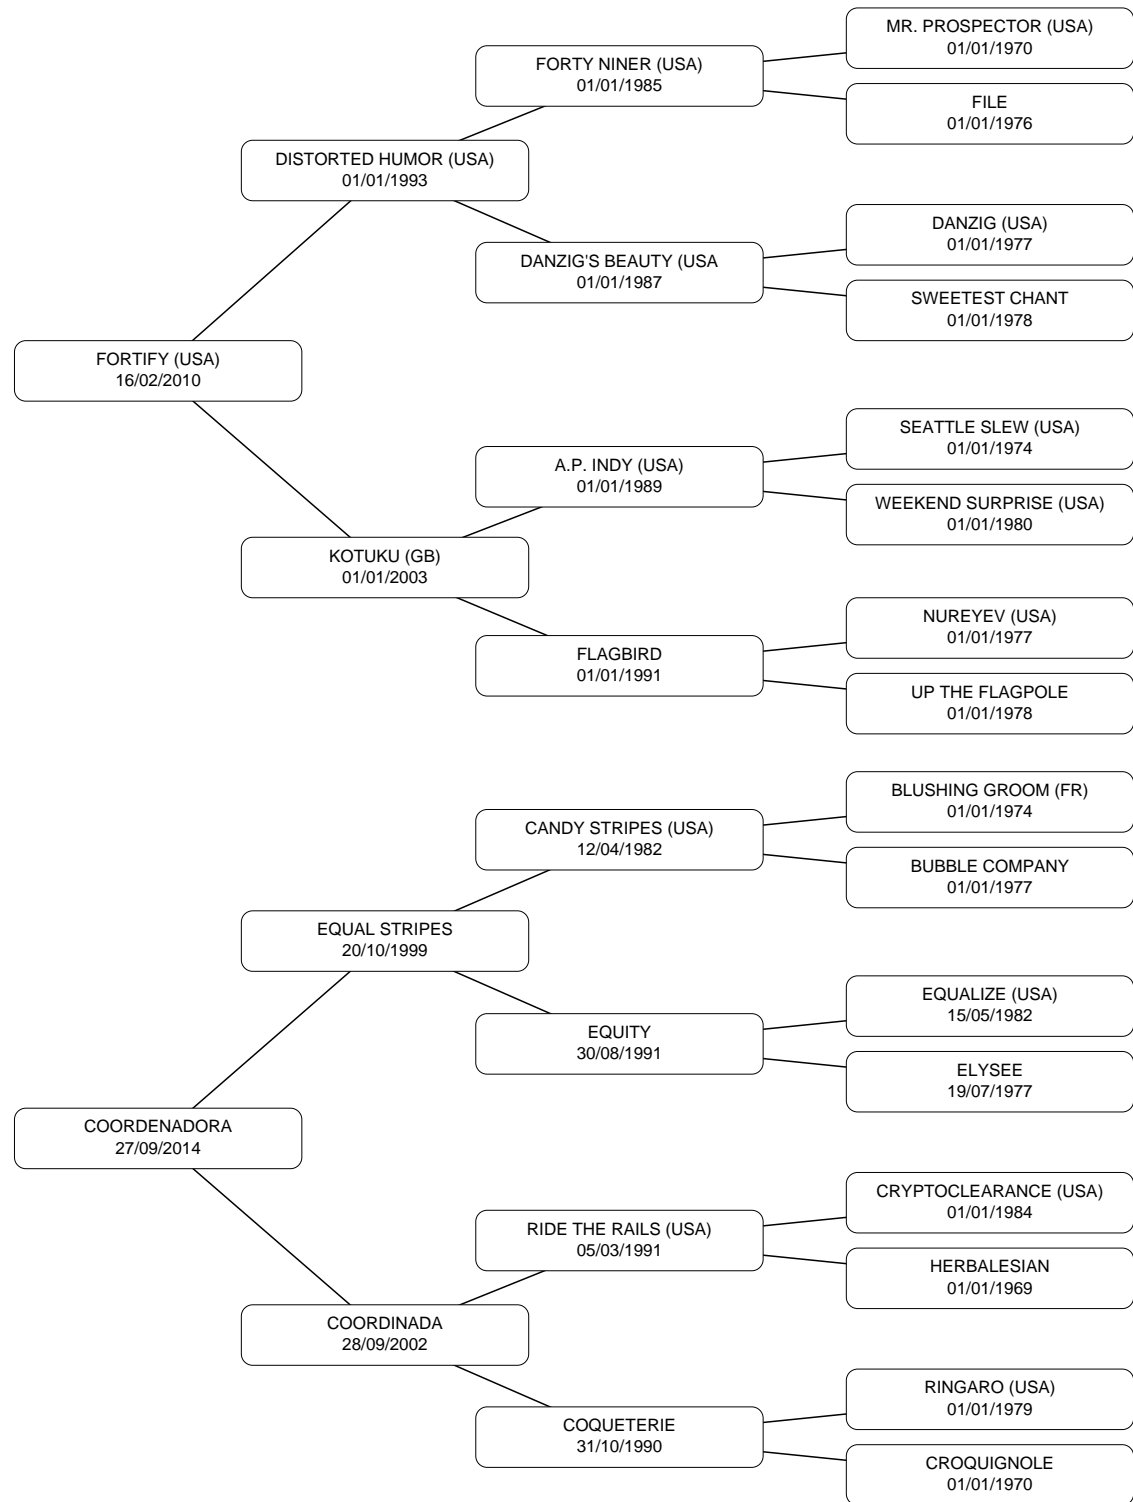 MR. PROSPECTOR (USA)
01/01/1970
FORTY NINER (USA)
01/01/1985
FILE
01/01/1976
DISTORTED HUMOR (USA)
01/01/1993
DANZIG (USA)
01/01/1977
DANZIG'S BEAUTY (USA
01/01/1987
SWEETEST CHANT
01/01/1978
FORTIFY (USA)
16/02/2010
SEATTLE SLEW (USA)
01/01/1974
A.P. INDY (USA)
01/01/1989
WEEKEND SURPRISE (USA)
01/01/1980
KOTUKU (GB)
01/01/2003
NUREYEV (USA)
01/01/1977
FLAGBIRD
01/01/1991
UP THE FLAGPOLE
01/01/1978
BLUSHING GROOM (FR)
01/01/1974
CANDY STRIPES (USA)
12/04/1982
BUBBLE COMPANY
01/01/1977
EQUAL STRIPES
20/10/1999
EQUALIZE (USA)
15/05/1982
EQUITY
30/08/1991
ELYSEE
19/07/1977
COORDENADORA
27/09/2014
CRYPTOCLEARANCE (USA)
01/01/1984
RIDE THE RAILS (USA)
05/03/1991
HERBALESIAN
01/01/1969
COORDINADA
28/09/2002
RINGARO (USA)
01/01/1979
COQUETERIE
31/10/1990
CROQUIGNOLE
01/01/1970